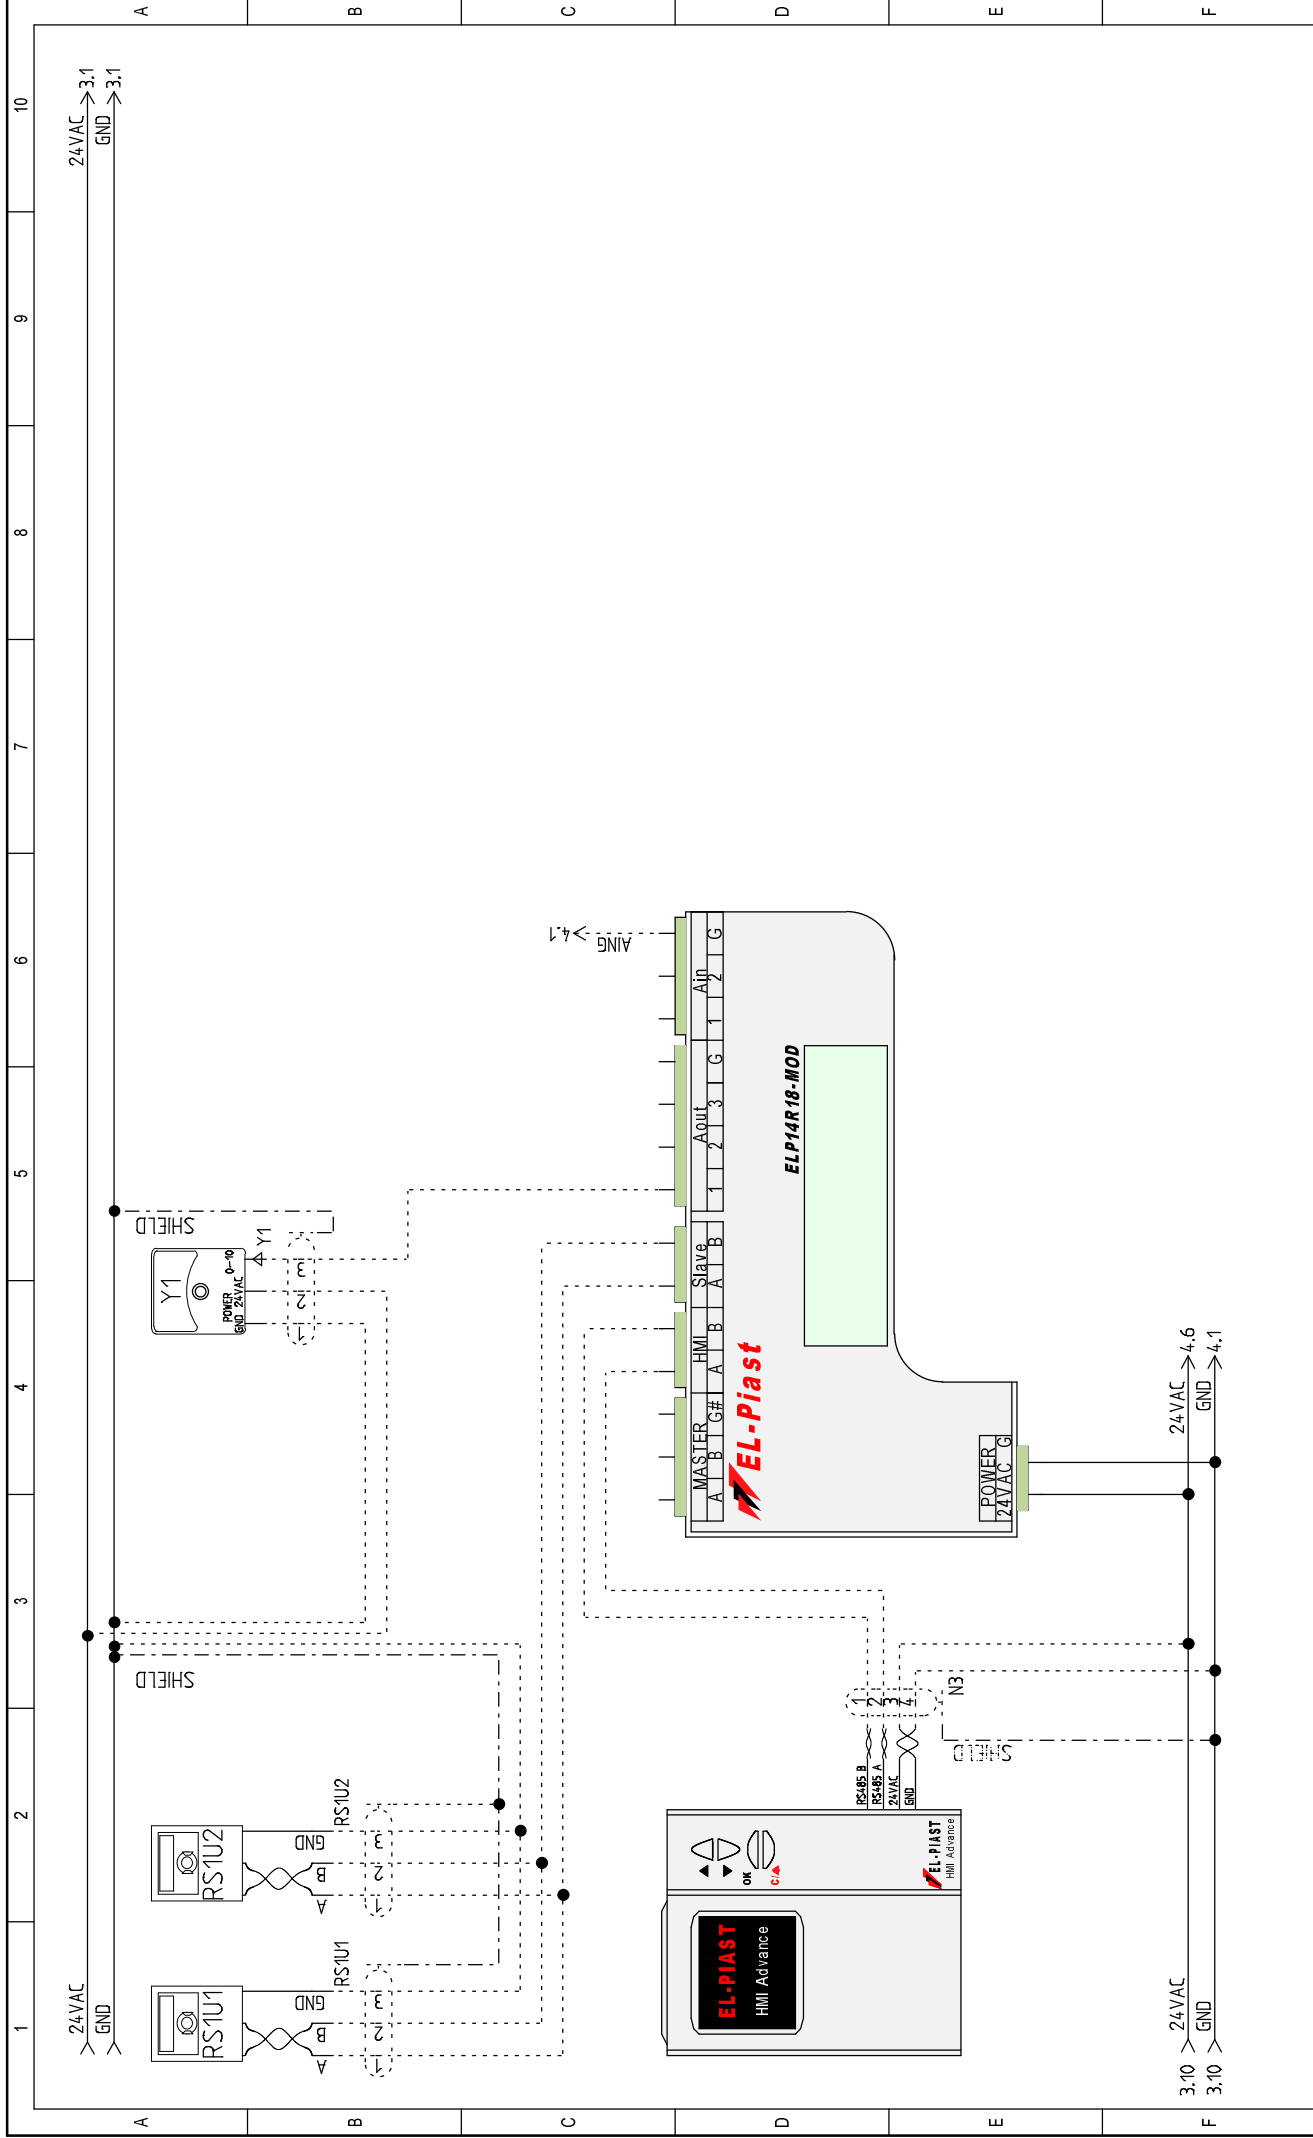 1 2 3 4 5 6 7 8 9 10
A
B
C
D
E
F
A
B
C
D
E
F
24VAC
GND
24VAC 3.1
GND 3.1
RS1U1
A B GND
1 2 3
RS1U1
RS1U2
A B GND
1 2 3
RS1U2
SHIELD
Y1
POWER
GND 24VAC 0-10
Y1
1 2 3
SHIELD
4.1
AING
MASTER HMI Slave Aout Ain
A B G# A B A B 1 2 3 G 1 2 G
EL-Piast
ELP14R18-MOD
POWER
24VAC G
EL-PIAST
HMI Advance
OK
C/
EL-PIAST
HMI Advance
RS485 B
RS485 A
24VAC
GND
1
2
3
4
N3
SHIELD
3.10 24VAC
3.10 GND
24VAC 4.6
GND 4.1